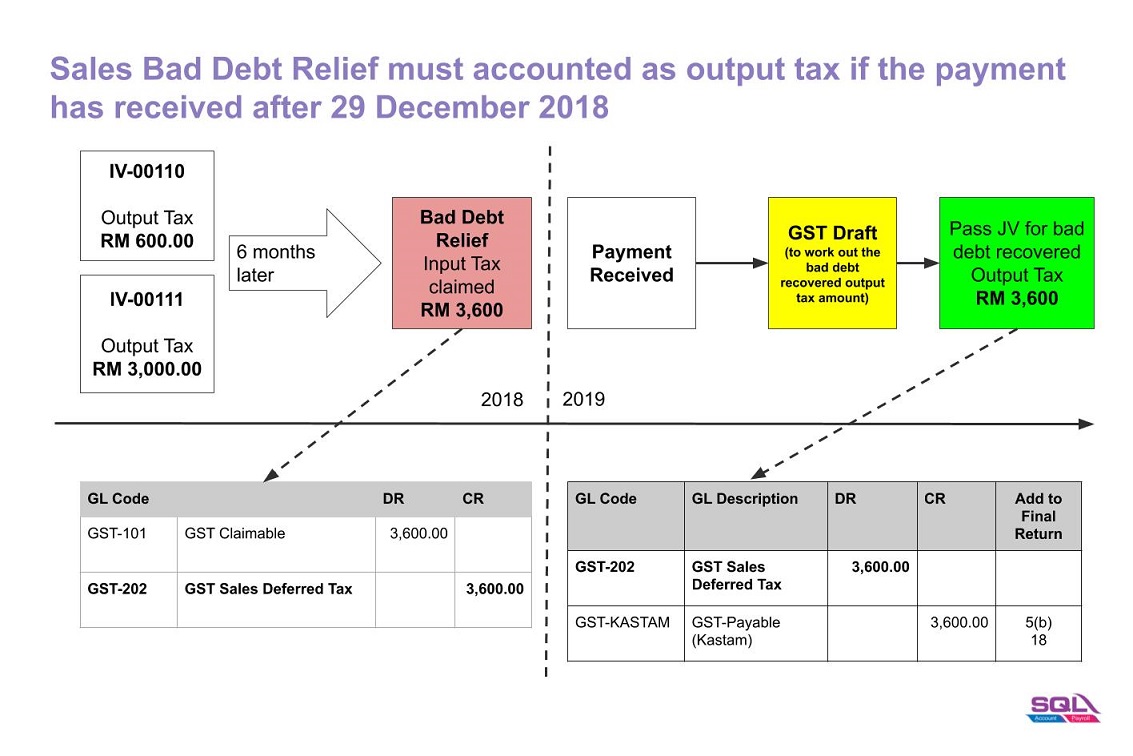 Sales Bad Debt Relief must accounted as output tax if the payment
has received after 29 December 2018
IV-00110
Output Tax
RM 600.00
IV-00111
Output Tax
RM 3,000.00
6 months
later
Bad Debt
Relief
Input Tax
claimed
RM 3,600
Payment
Received
GST Draft
(to work out the
bad debt
recovered output
tax amount)
Pass JV for bad
debt recovered
Output Tax
RM 3,600
2018
2019
GL Code DR CR
GST-101 GST Claimable 3,600.00
GST-202 GST Sales Deferred Tax 3,600.00
GL Code GL Description DR CR Add to
Final
Return
GST-202 GST Sales 3,600.00
Deferred Tax
GST-KASTAM GST-Payable 3,600.00 5(b)
(Kastam) 18
SQL
Account Payroll